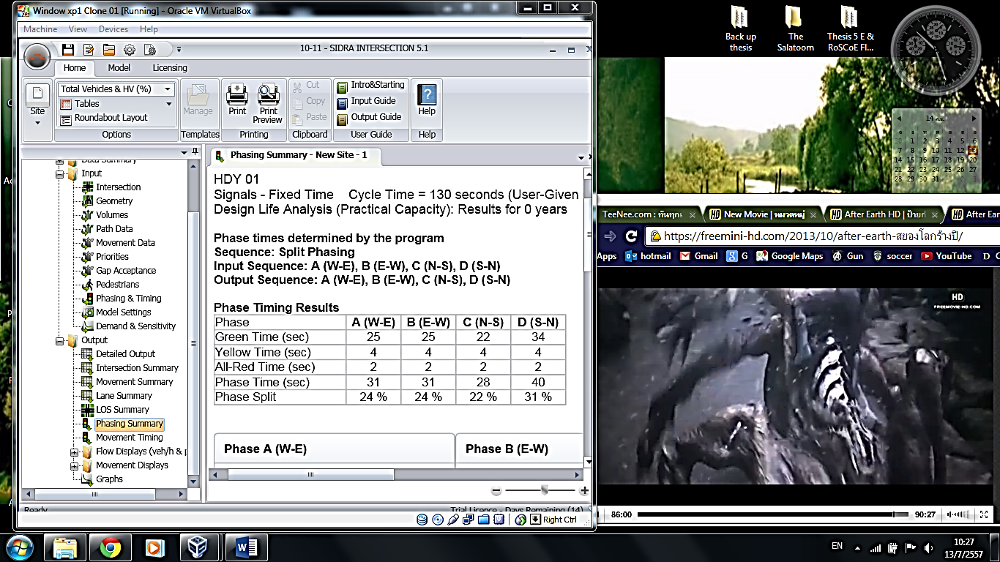 Window xp1 Clone 01 [Running] - Oracle VM VirtualBox
Machine View Devices Help
10-11 - SIDRA INTERSECTION 5.1
Home Model Licensing
Site
Total Vehicles & HV (%)
Tables
Roundabout Layout
Options
Manage
Templates
Print
Print Preview
Printing
Cut
Copy
Paste
Clipboard
Intro&Starting
Input Guide
Output Guide
User Guide
Help
Help
Data Summary
Input
Intersection
Geometry
Volumes
Path Data
Movement Data
Priorities
Gap Acceptance
Pedestrians
Phasing & Timing
Model Settings
Demand & Sensitivity
Output
Detailed Output
Intersection Summary
Movement Summary
Lane Summary
LOS Summary
Phasing Summary
Movement Timing
Flow Displays (veh/h &
Movement Displays
Graphs
Phasing Summary - New Site - 1
HDY 01
Signals - Fixed Time Cycle Time = 130 seconds (User-Given
Design Life Analysis (Practical Capacity): Results for 0 years
Phase times determined by the program
Sequence: Split Phasing
Input Sequence: A (W-E), B (E-W), C (N-S), D (S-N)
Output Sequence: A (W-E), B (E-W), C (N-S), D (S-N)
Phase Timing Results
Phase A (W-E) B (E-W) C (N-S) D (S-N)
Green Time (sec) 25 25 22 34
Yellow Time (sec) 4 4 4 4
All-Red Time (sec) 2 2 2 2
Phase Time (sec) 31 31 28 40
Phase Split 24 % 24 % 22 % 31 %
Phase A (W-E) Phase B (E-W)
Ready Trial Licence - Days Remaining (14)
Right Ctrl
Back up thesis
The Salatoom
Thesis 5 E & RoSCoE Fl...
14 ก.ค.
30 1 2 3 4 5 6
7 8 9 10 11 12 13
14 15 16 17 18 19 20
21 22 23 24 25 26 27
28 29 30 31
TeeNee.com : ทันทุก
New Movie | หมวดหมู่
After Earth HD | ป้าย
After Ear
https://freemini-hd.com/2013/10/after-earth-สยองโลกร้างปี/
Apps hotmail Gmail G Google Maps Gun soccer YouTube D
HD
FREEMOVIE-HD.COM
86:00 90:27
EN
10:27
13/7/2557